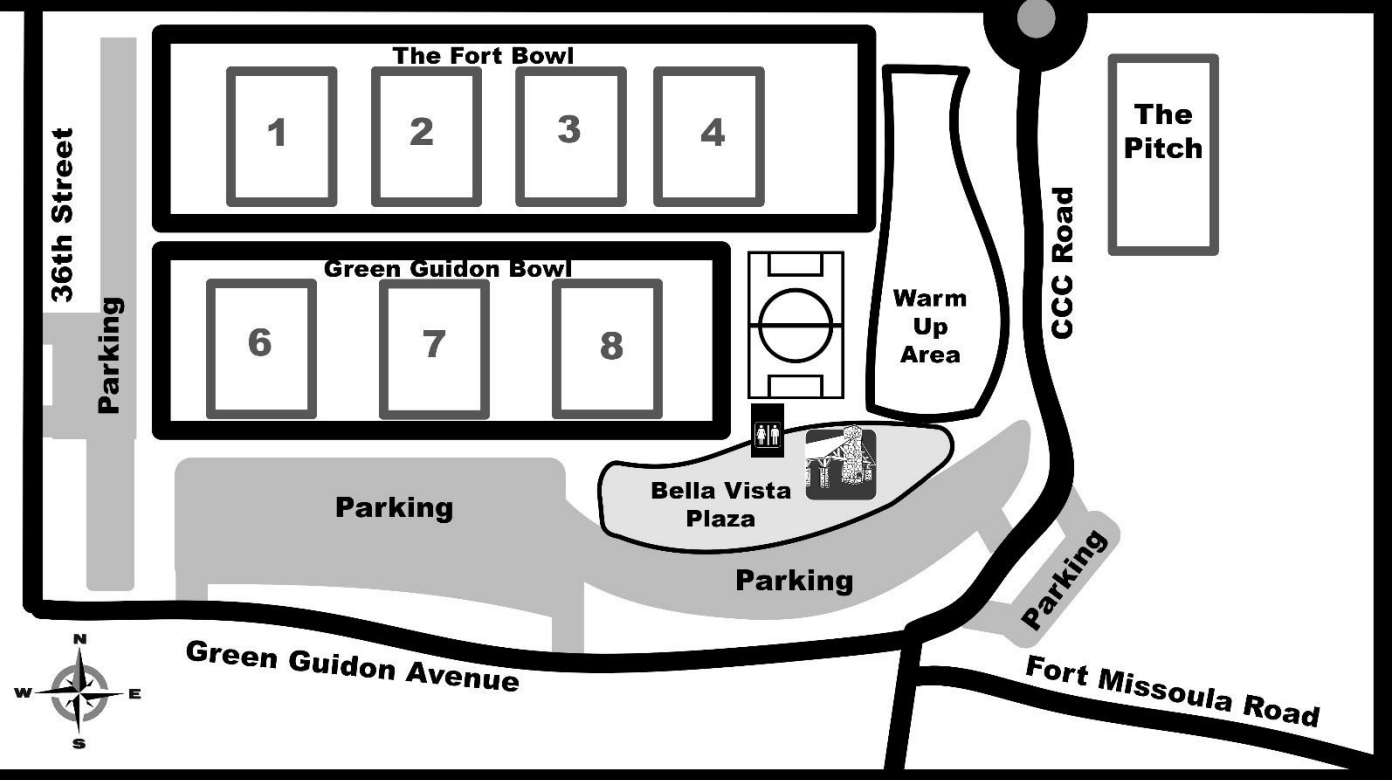 The Fort Bowl
1
2
3
4
The
Pitch
36th Street
Parking
Green Guidon Bowl
6
7
8
Warm
Up
Area
CCC Road
Bella Vista
Plaza
Parking
Parking
Parking
Green Guidon Avenue
Fort Missoula Road
N
W
E
S